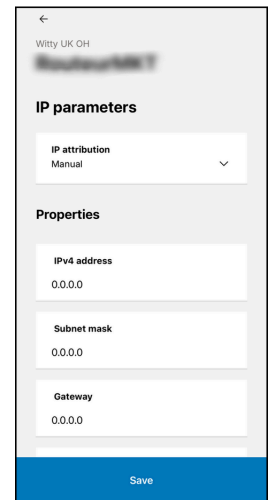 Witty UK OH
IP parameters
IP attribution
Manual
Properties
IPv4 address
0.0.0.0
Subnet mask
0.0.0.0
Gateway
0.0.0.0
Save